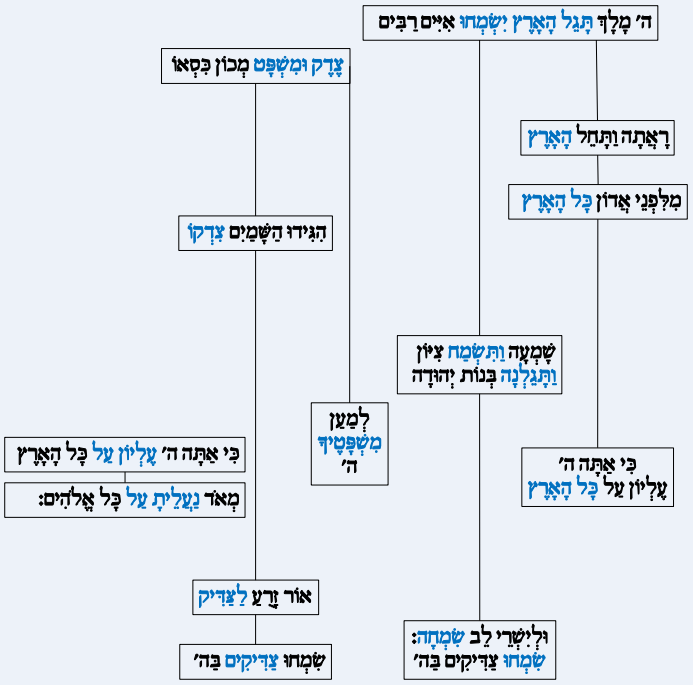 ה׳ מָלָךְ תָּגֵל הָאָרֶץ יִשְׂמְחוּ אִיִּים רַבִּים
צֶדֶק וּמִשְׁפָּט מְכוֹן כִּסְאוֹ
רָאֲתָה וַתָּחֵל הָאָרֶץ
מִלִּפְנֵי אֲדוֹן כָּל הָאָרֶץ
הִגִּידוּ הַשָּׁמַיִם צִדְקוֹ
שָׁמְעָה וַתִּשְׂמַח צִיּוֹן
וַתָּגֵלְנָה בְּנוֹת יְהוּדָה
לְמַעַן
מִשְׁפָּטֶיךָ
ה׳
כִּי אַתָּה ה׳
עֶלְיוֹן עַל כָּל הָאָרֶץ
כִּי אַתָּה ה׳ עֶלְיוֹן עַל כָּל הָאָרֶץ
מְאֹד נַעֲלֵיתָ עַל כָּל אֱלֹהִים:
אוֹר זָרֻעַ לַצַּדִּיק
וּלְיִשְׁרֵי לֵב שִׂמְחָה:
שִׂמְחוּ צַדִּיקִים בַּה׳
שִׂמְחוּ צַדִּיקִים בַּה׳